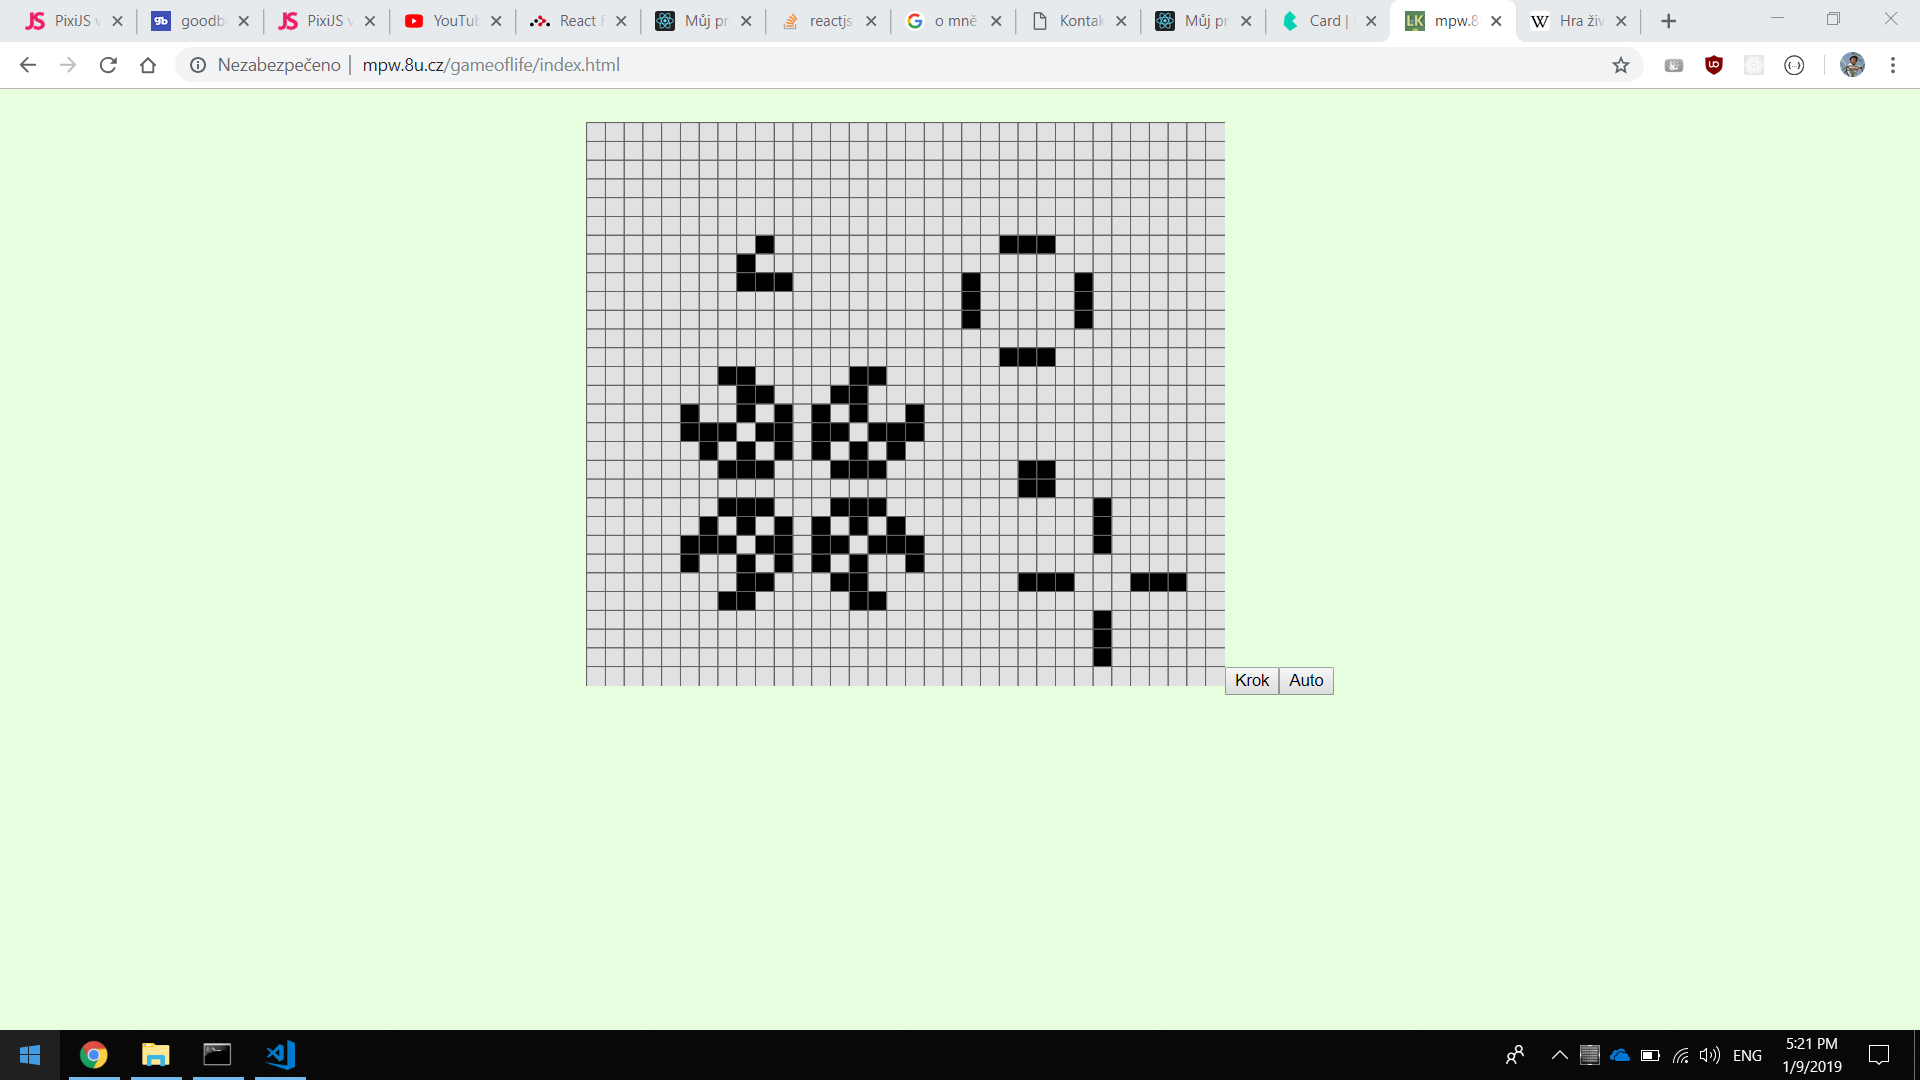 PixiJS v
goodb
PixiJS v
YouTub
React F
Můj pr
reactjs
o mně
Kontak
Můj pr
Card |
mpw.8
Hra živ
Nezabezpečeno | mpw.8u.cz/gameoflife/index.html
Krok Auto
ENG
5:21 PM
1/9/2019